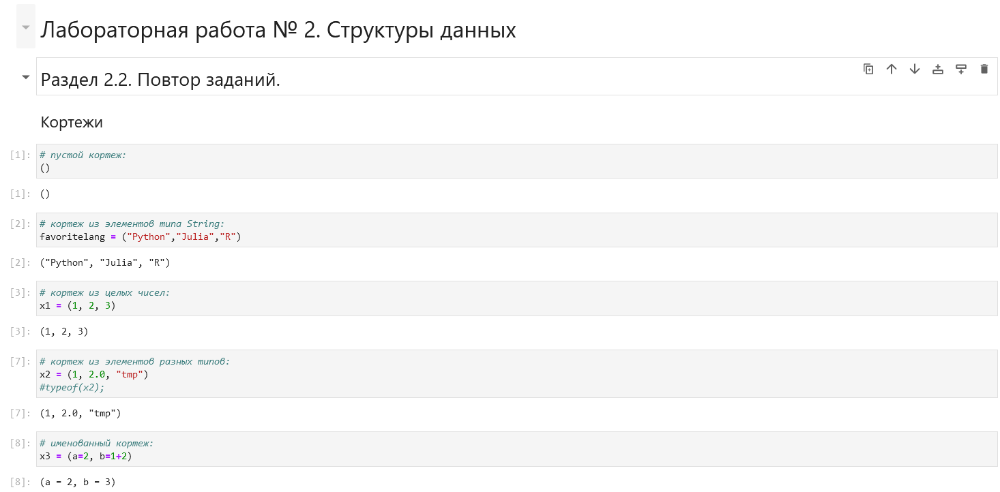 Лабораторная работа № 2. Структуры данных
Раздел 2.2. Повтор заданий.
Кортежи
[1]: # пустой кортеж:
()
[1]: ()
[2]: # кортеж из элементов типа String:
favoritelang = ("Python","Julia","R")
[2]: ("Python", "Julia", "R")
[3]: # кортеж из целых чисел:
x1 = (1, 2, 3)
[3]: (1, 2, 3)
[7]: # кортеж из элементов разных типов:
x2 = (1, 2.0, "tmp")
#typeof(x2);
[7]: (1, 2.0, "tmp")
[8]: # именованный кортеж:
x3 = (a=2, b=1+2)
[8]: (a = 2, b = 3)